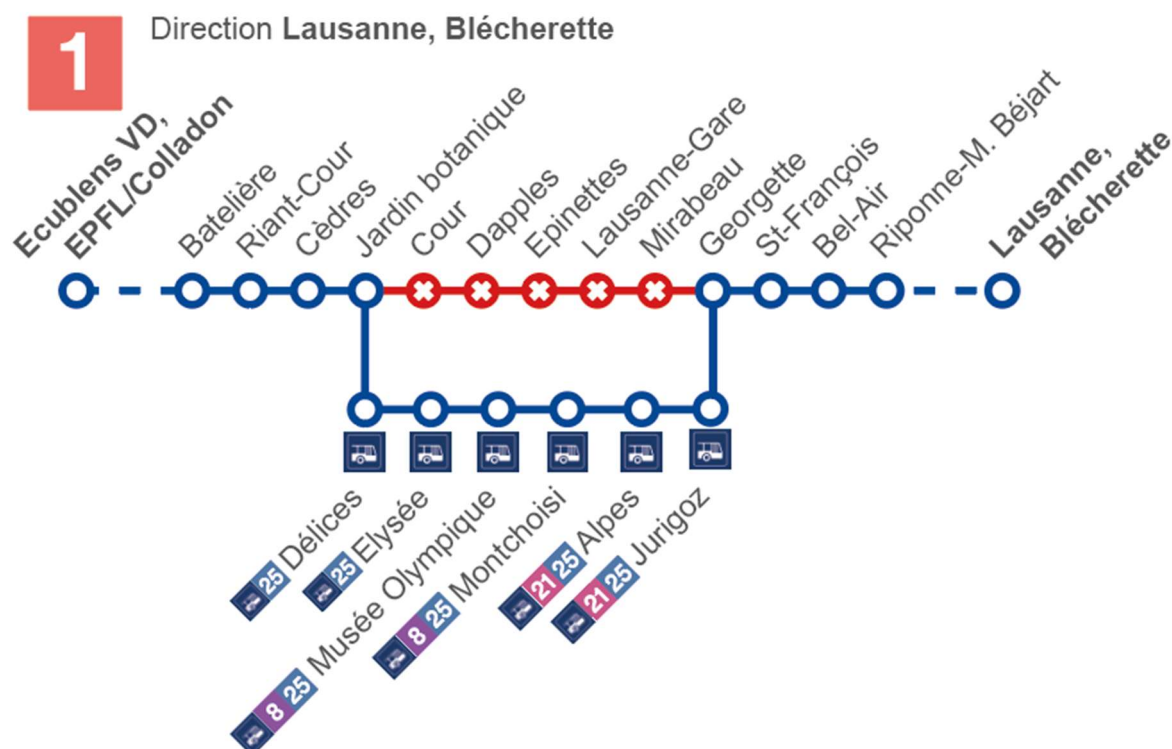 1
Direction Lausanne, Blécherette
Ecublens VD,
EPFL/Colladon
Batelière
Riant-Cour
Cèdres
Jardin botanique
Cour
Dapples
Epinettes
Lausanne-Gare
Mirabeau
Georgette
St-François
Bel-Air
Riponne-M. Béjart
Lausanne,
Blécherette
25 Délices
25 Elysée
8 25 Musée Olympique
8 25 Montchoisi
21 25 Alpes
21 25 Jurigoz